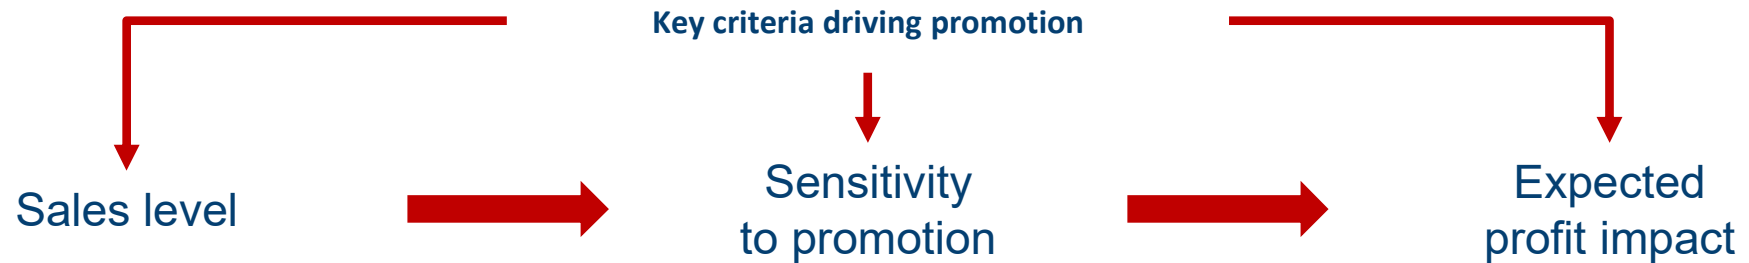 Key criteria driving promotion
Sales level
Sensitivity
to promotion
Expected
profit impact